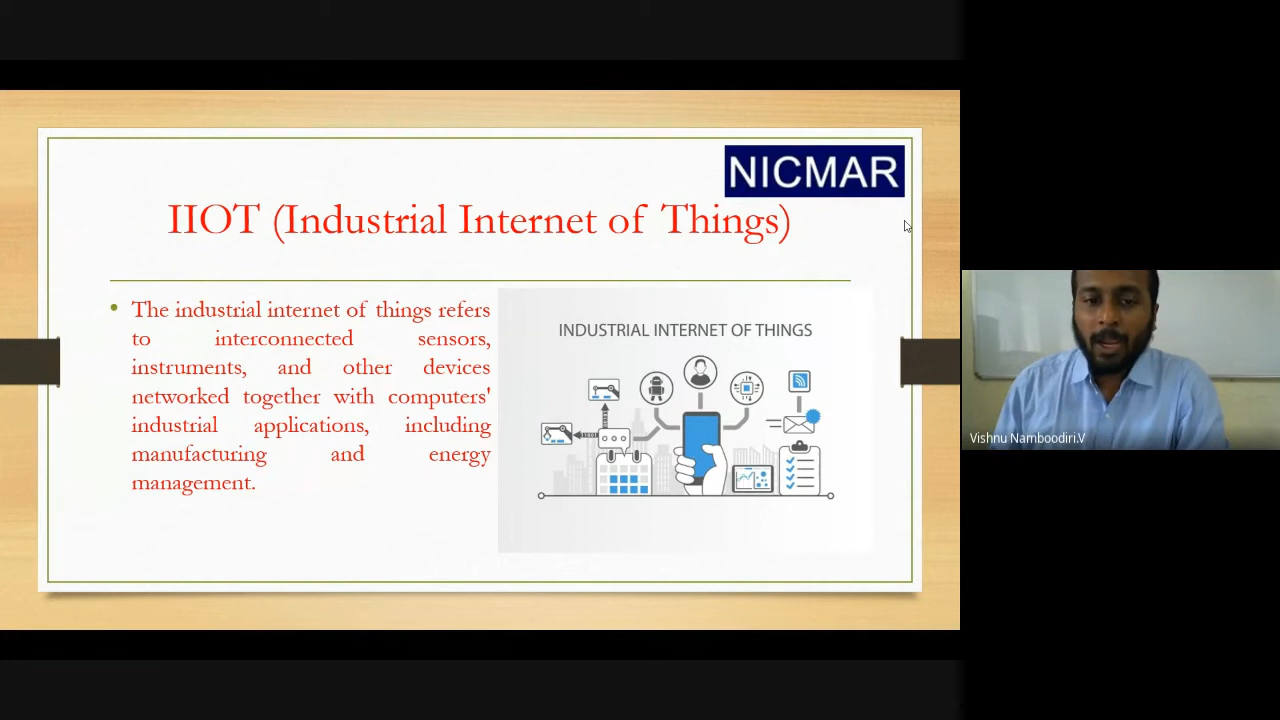 NICMAR
IIOT (Industrial Internet of Things)
• The industrial internet of things refers
to interconnected sensors,
instruments, and other devices
networked together with computers'
industrial applications, including
manufacturing and energy
management.
INDUSTRIAL INTERNET OF THINGS
Vishnu Namboodiri.V